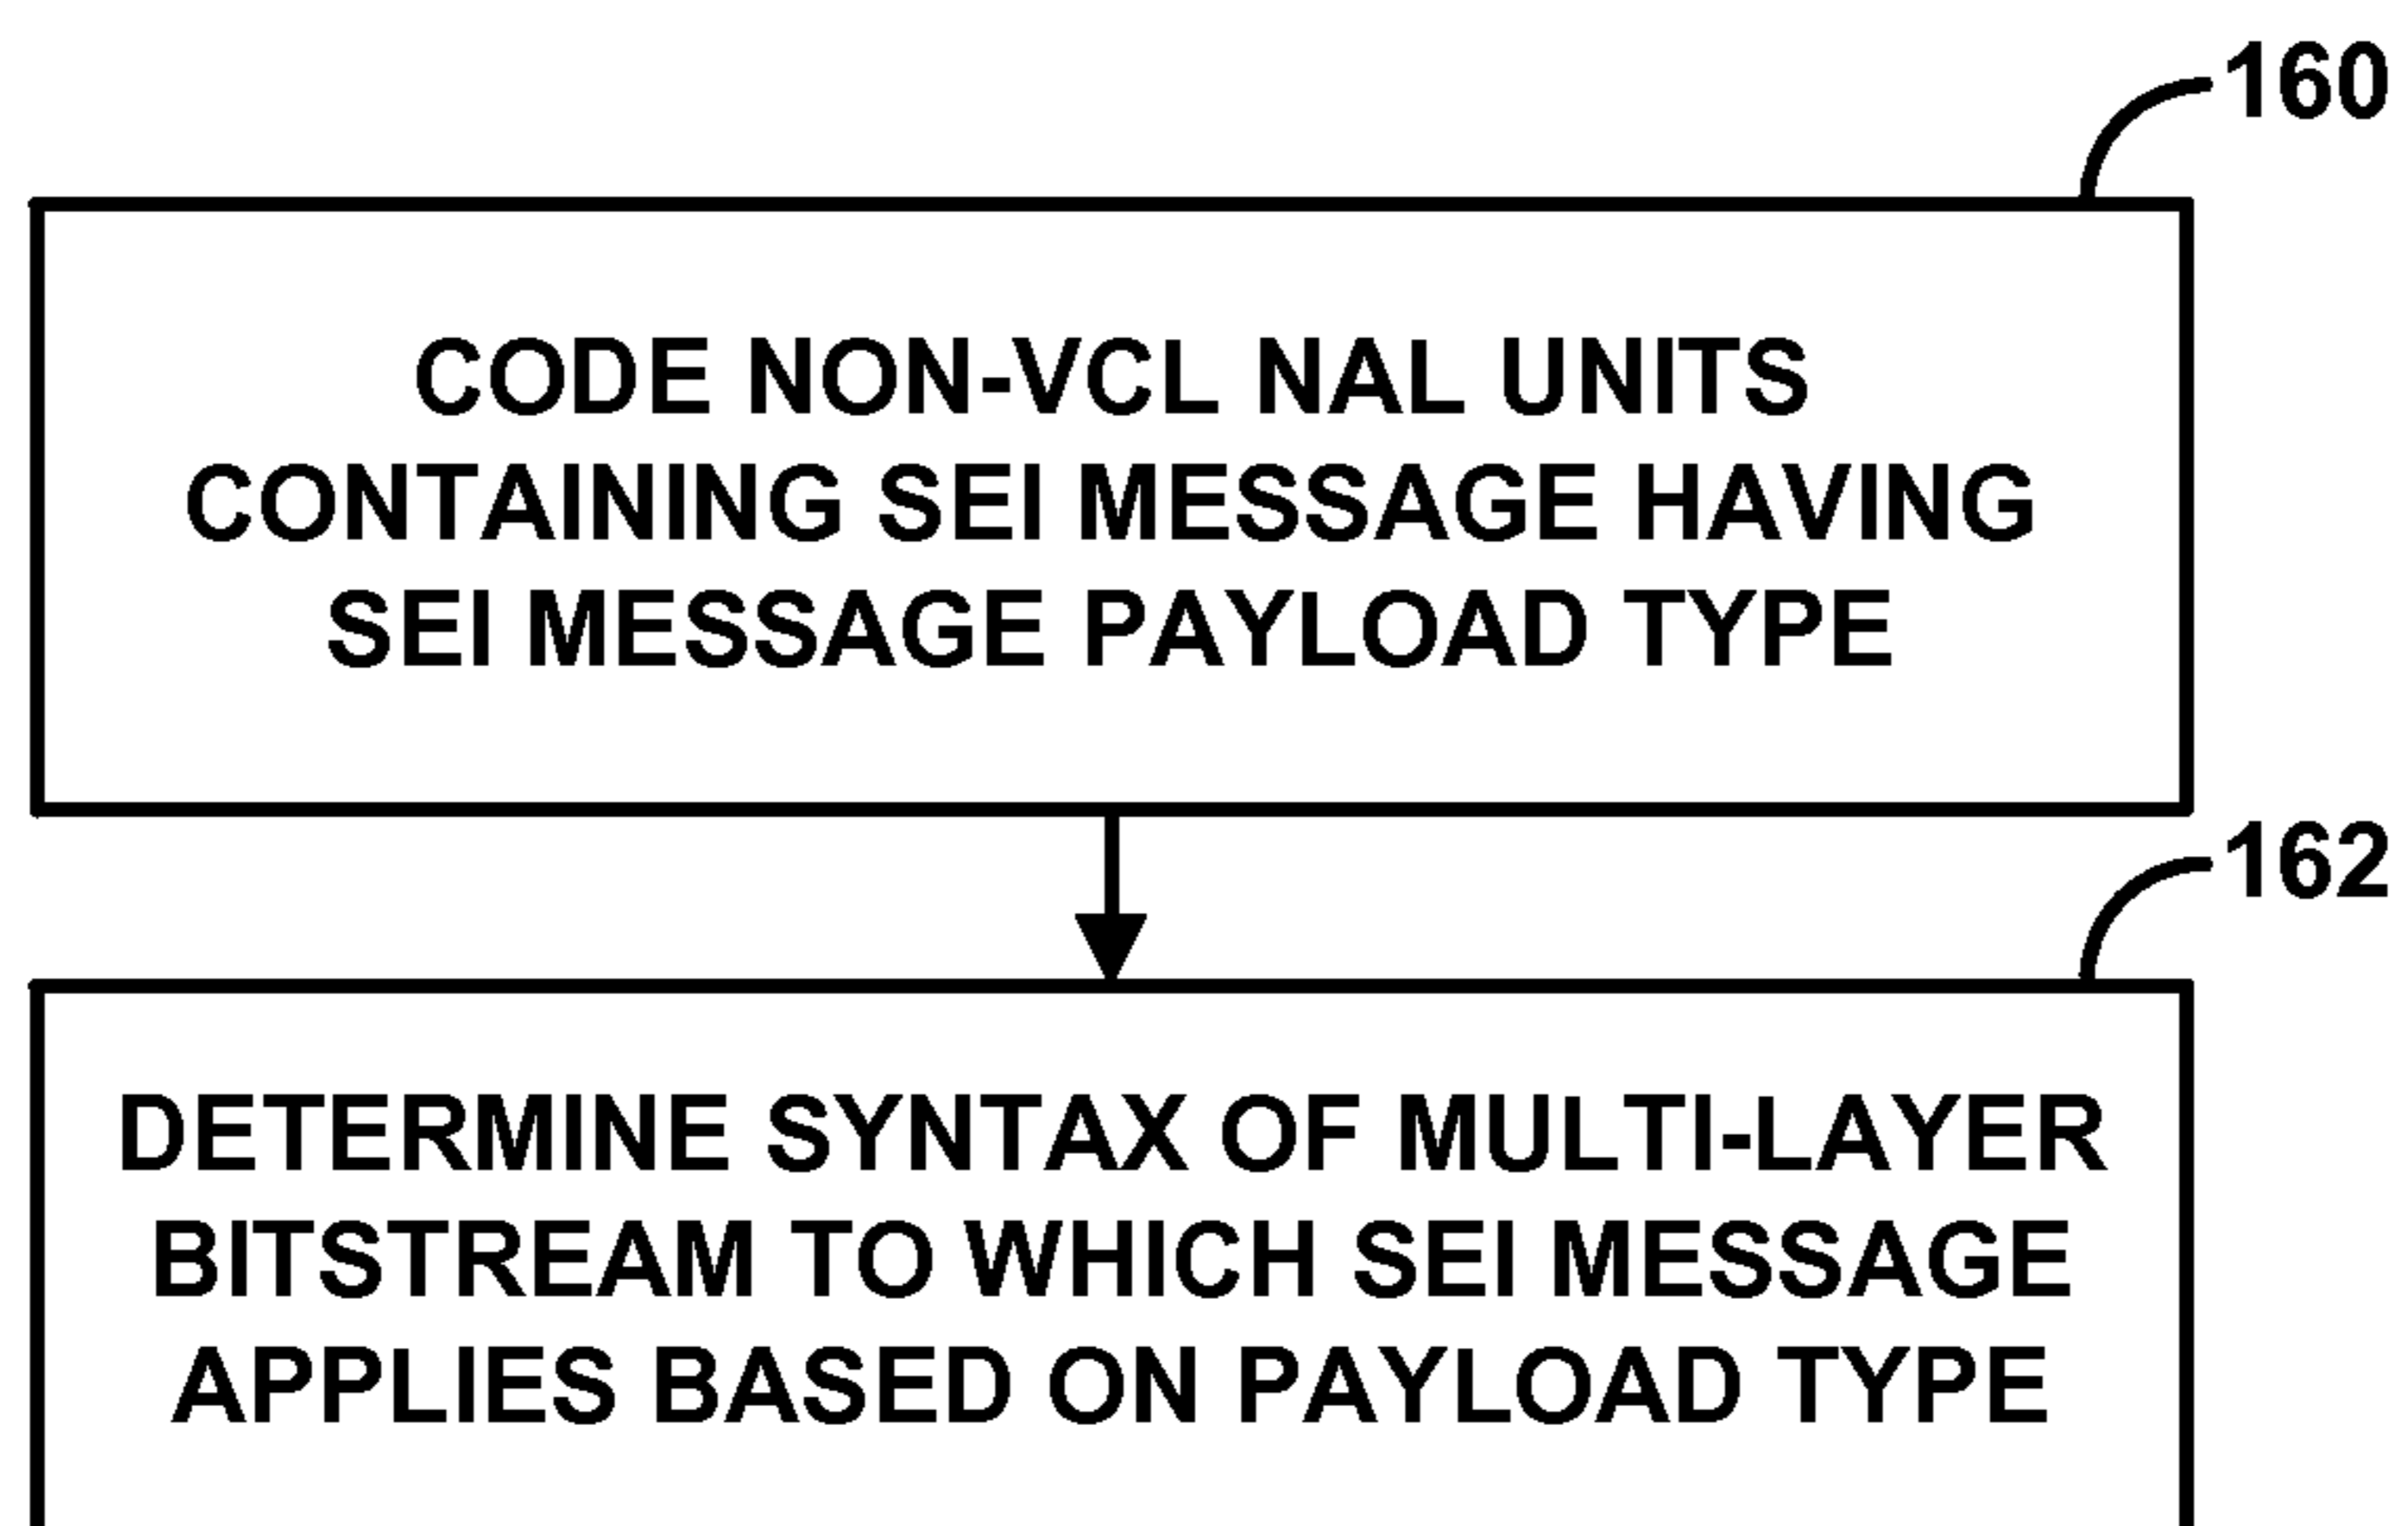 160
CODE NON-VCL NAL UNITS
CONTAINING SEI MESSAGE HAVING
SEI MESSAGE PAYLOAD TYPE
162
DETERMINE SYNTAX OF MULTI-LAYER
BITSTREAM TO WHICH SEI MESSAGE
APPLIES BASED ON PAYLOAD TYPE